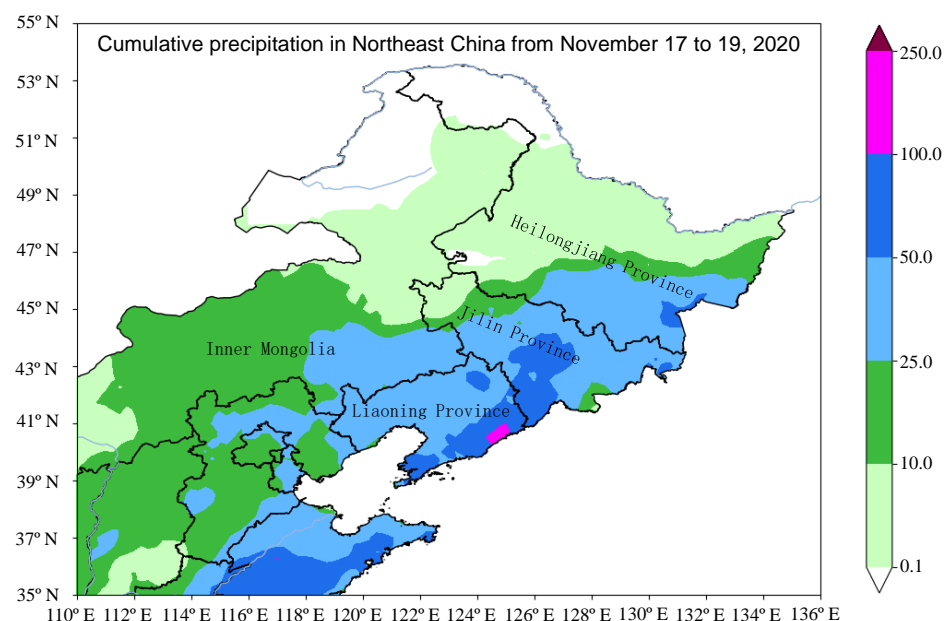 Cumulative precipitation in Northeast China from November 17 to 19, 2020
55° N
53° N
51° N
49° N
47° N
45° N
43° N
41° N
39° N
37° N
35° N
Heilongjiang Province
Jilin Province
Inner Mongolia
Liaoning Province
110° E 112° E 114° E 116° E 118° E 120° E 122° E 124° E 126° E 128° E 130° E 132° E 134° E 136° E
250.0
100.0
50.0
25.0
10.0
0.1